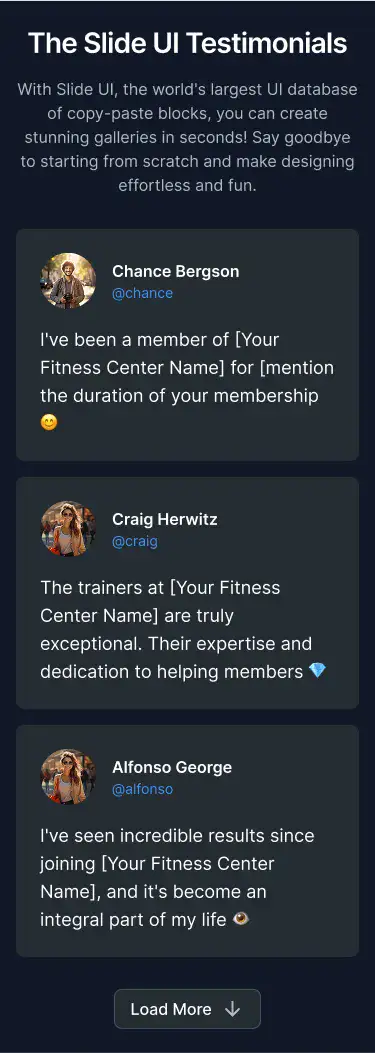 The Slide UI Testimonials
With Slide UI, the world's largest UI database
of copy-paste blocks, you can create
stunning galleries in seconds! Say goodbye
to starting from scratch and make designing
effortless and fun.
Chance Bergson
@chance
I've been a member of [Your
Fitness Center Name] for [mention
the duration of your membership
😊
Craig Herwitz
@craig
The trainers at [Your Fitness
Center Name] are truly
exceptional. Their expertise and
dedication to helping members 💎
Alfonso George
@alfonso
I've seen incredible results since
joining [Your Fitness Center
Name], and it's become an
integral part of my life 👁️
Load More ↓